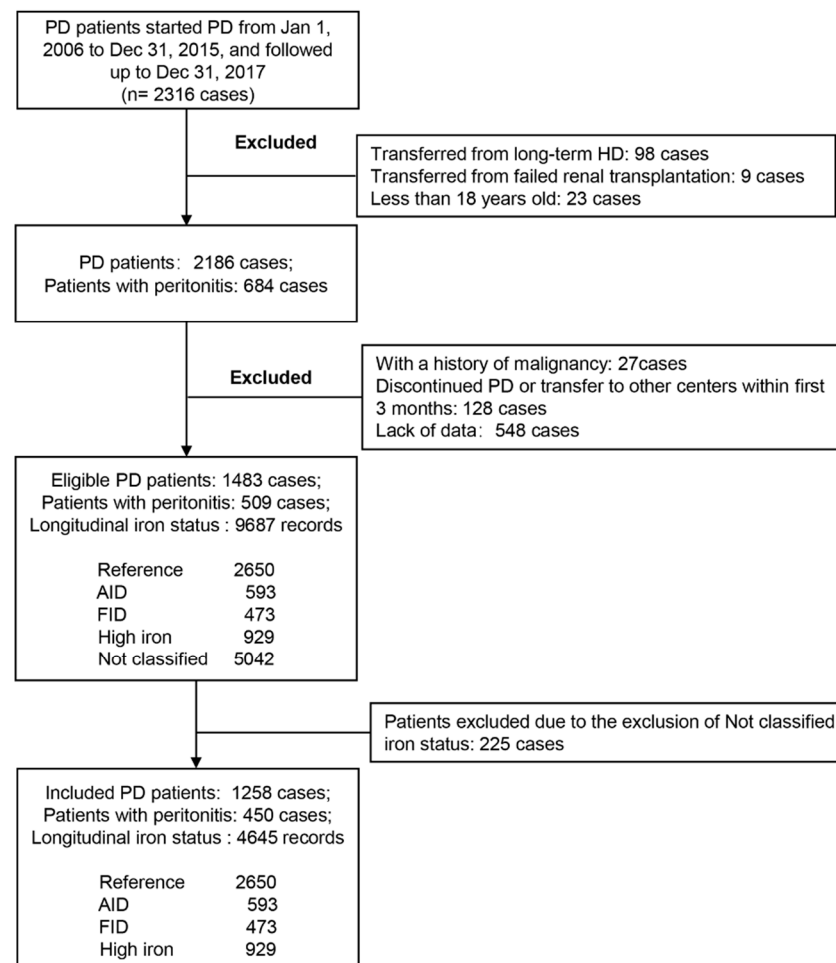 PD patients started PD from Jan 1,
2006 to Dec 31, 2015, and followed
up to Dec 31, 2017
(n= 2316 cases)
Excluded
Transferred from long-term HD: 98 cases
Transferred from failed renal transplantation: 9 cases
Less than 18 years old: 23 cases
PD patients： 2186 cases;
Patients with peritonitis: 684 cases
Excluded
With a history of malignancy: 27cases
Discontinued PD or transfer to other centers within first
3 months: 128 cases
Lack of data： 548 cases
Eligible PD patients: 1483 cases;
Patients with peritonitis: 509 cases;
Longitudinal iron status : 9687 records
Reference 2650
AID 593
FID 473
High iron 929
Not classified 5042
Patients excluded due to the exclusion of Not classified
iron status: 225 cases
Included PD patients: 1258 cases;
Patients with peritonitis: 450 cases;
Longitudinal iron status : 4645 records
Reference 2650
AID 593
FID 473
High iron 929